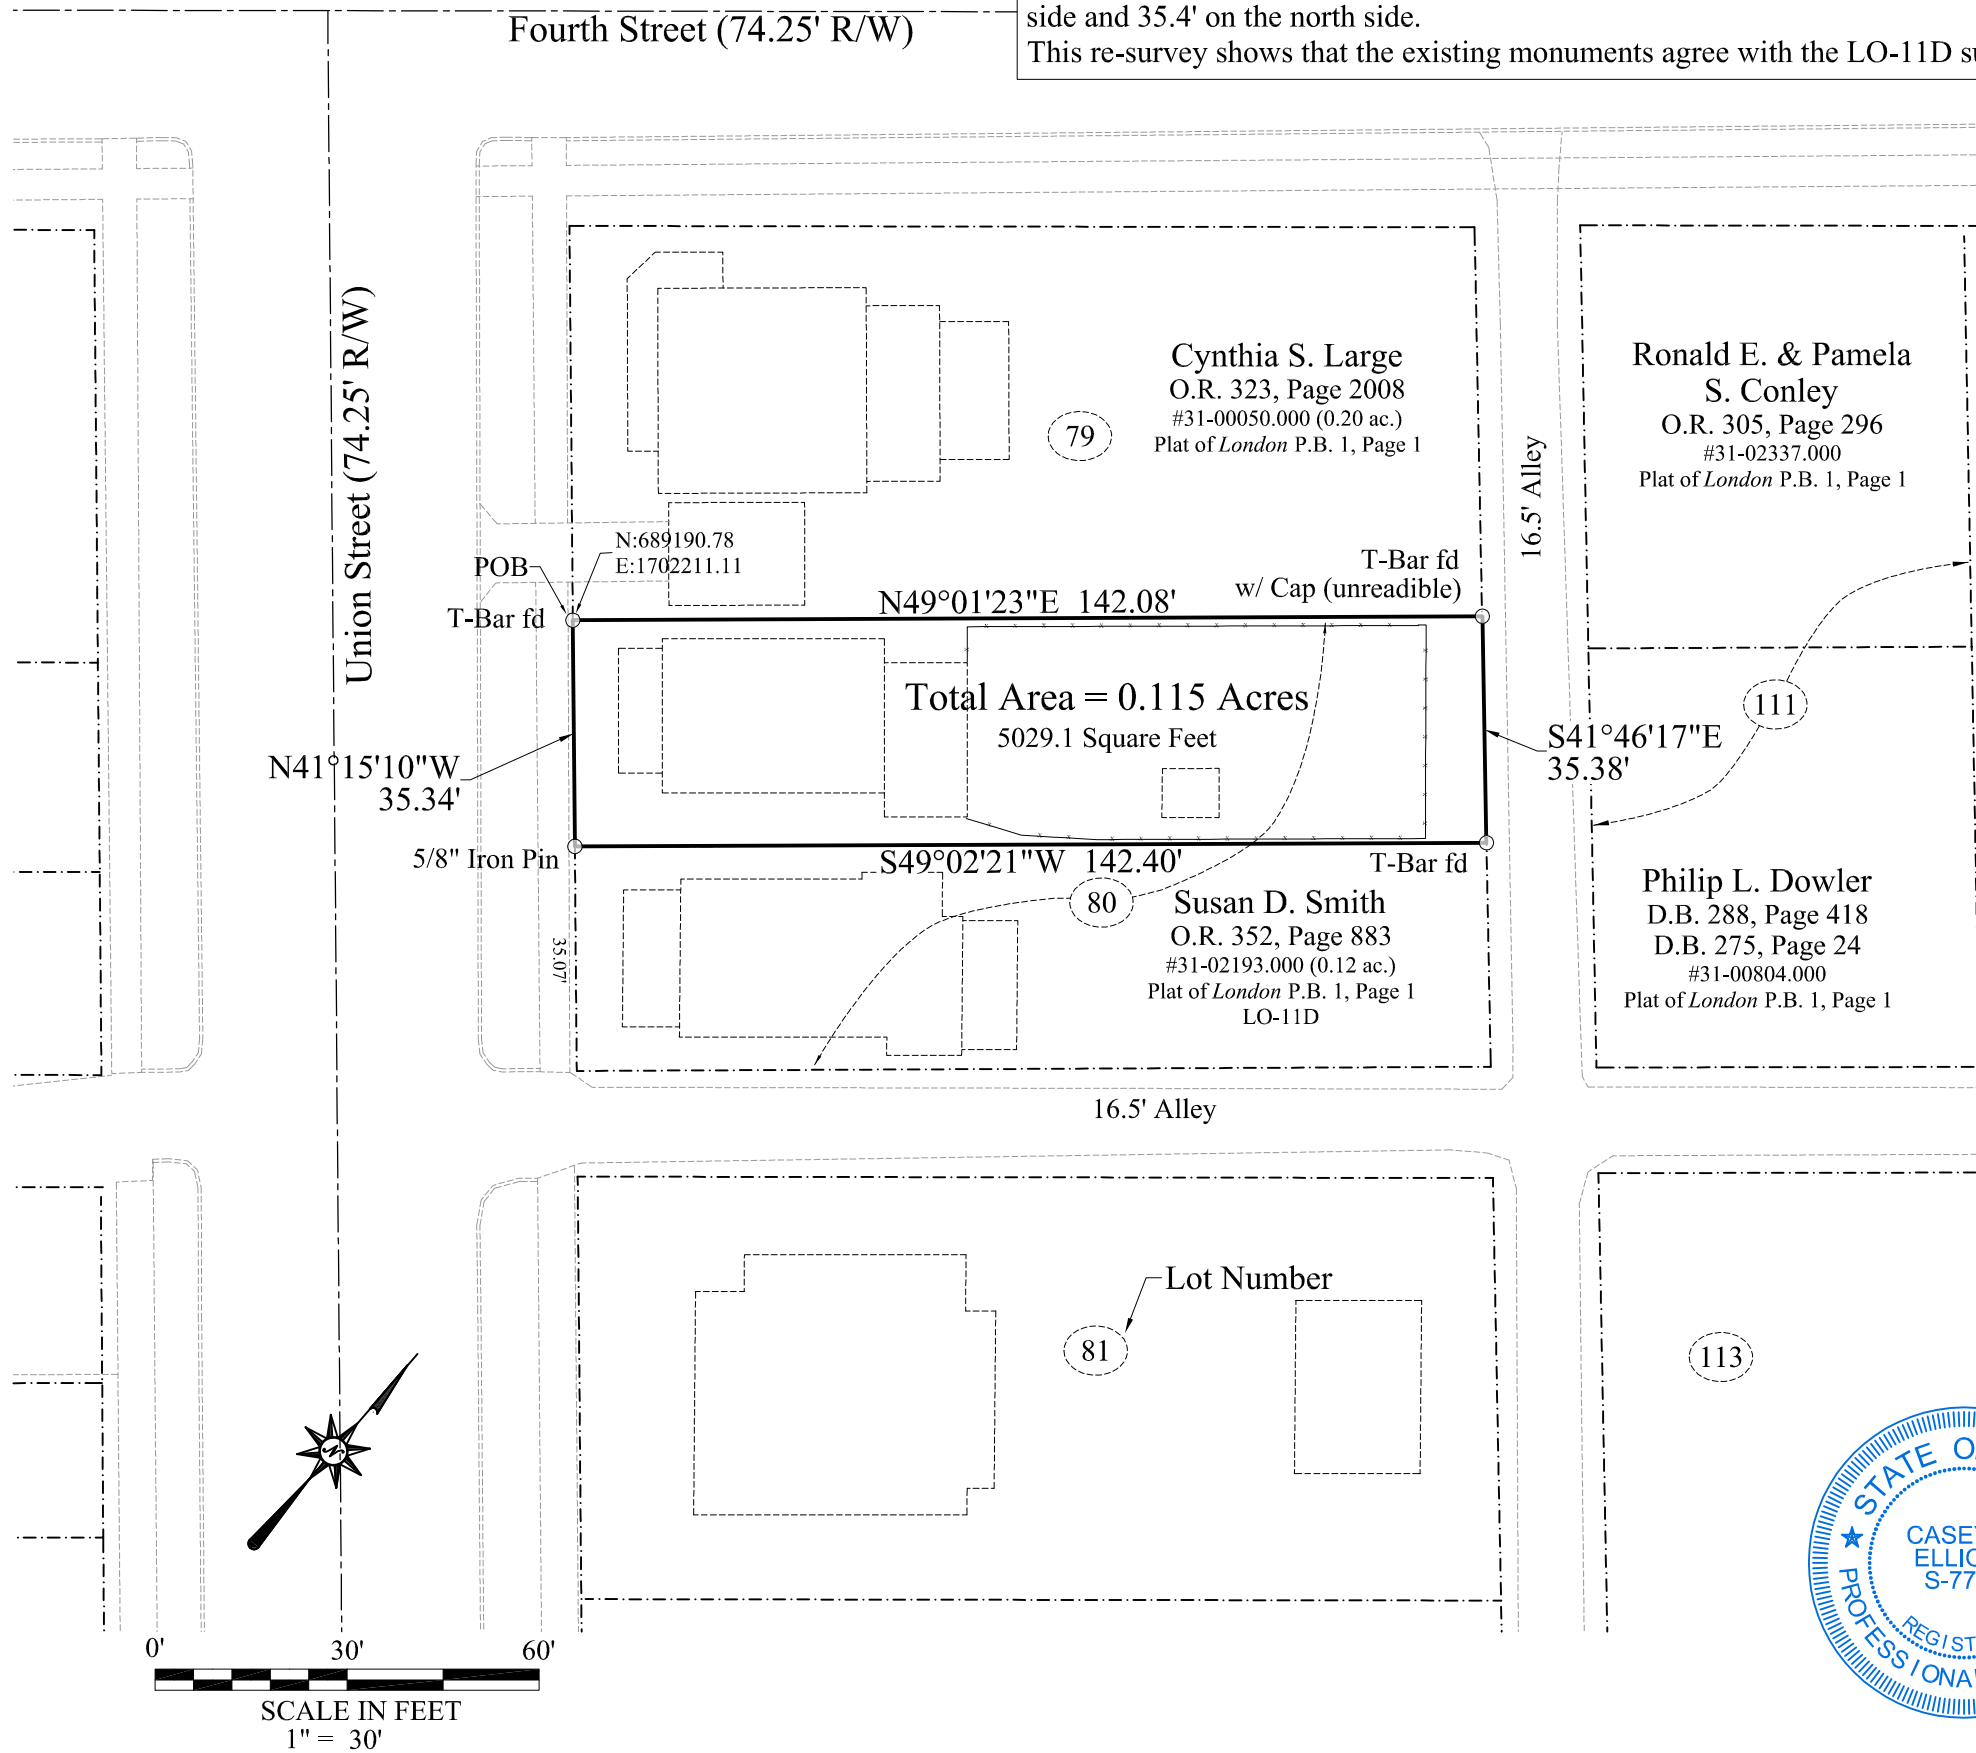 Fourth Street (74.25' R/W)
side and 35.4' on the north side.
This re-survey shows that the existing monuments agree with the LO-11D
Union Street (74.25' R/W)
Cynthia S. Large
O.R. 323, Page 2008
#31-00050.000 (0.20 ac.)
Plat of London P.B. 1, Page 1
79
16.5' Alley
Ronald E. & Pamela
S. Conley
O.R. 305, Page 296
#31-02337.000
Plat of London P.B. 1, Page 1
N:689190.78
E:1702211.11
POB
T-Bar fd
T-Bar fd
w/ Cap (unreadible)
N49°01'23"E 142.08'
Total Area = 0.115 Acres
5029.1 Square Feet
111
N41°15'10"W
35.34'
S41°46'17"E
35.38'
5/8" Iron Pin
S49°02'21"W 142.40'
T-Bar fd
80
35.07'
Susan D. Smith
O.R. 352, Page 883
#31-02193.000 (0.12 ac.)
Plat of London P.B. 1, Page 1
LO-11D
Philip L. Dowler
D.B. 288, Page 418
D.B. 275, Page 24
#31-00804.000
Plat of London P.B. 1, Page 1
16.5' Alley
Lot Number
81
113
N
STATE
ELLIO
S-77
REGIST
PROFESSIONA
0' 30' 60'
SCALE IN FEET
1" = 30'